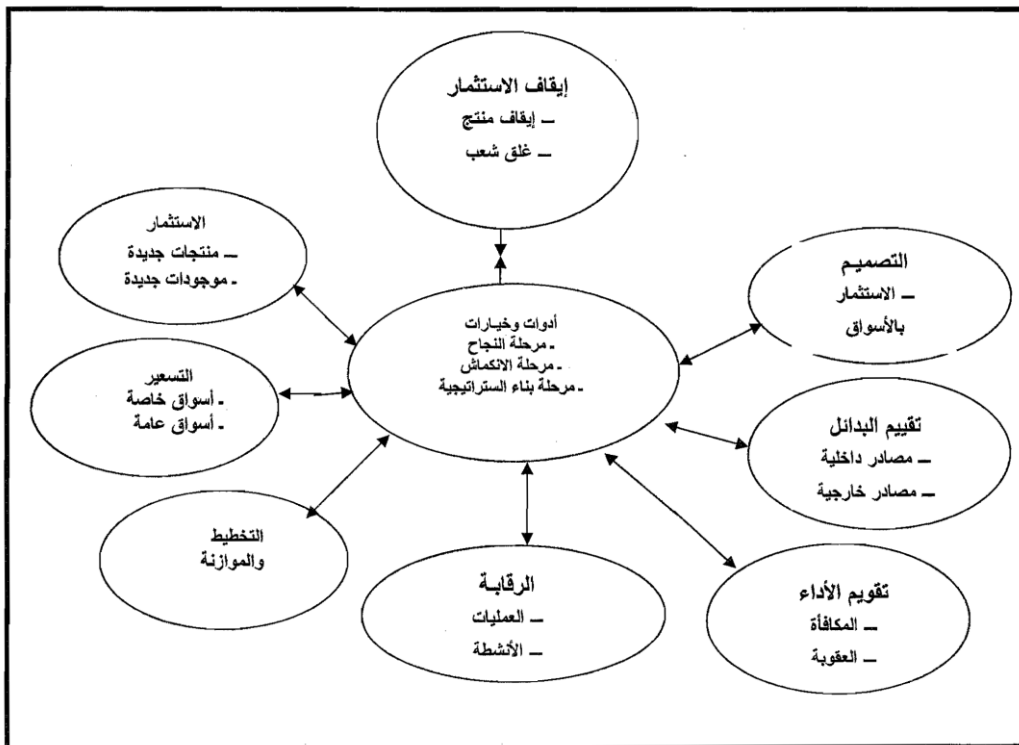 إيقاف الاستثمار
– إيقاف منتج
– غلق شعب
التصميم
– الاستثمار
بالأسواق
الاستثمار
– منتجات جديدة
- موجودات جديدة
أدوات وخيارات
- مرحلة النجاح
- مرحلة الانكماش
- مرحلة بناء الستراتيجية
التسعير
- أسواق خاصة
- أسواق عامة
تقييم البدائل
– مصادر داخلية
– مصادر خارجية
التخطيط
والموازنة
الرقابة
– العمليات
– الأنشطة
تقويم الأداء
– المكافأة
– العقوبة